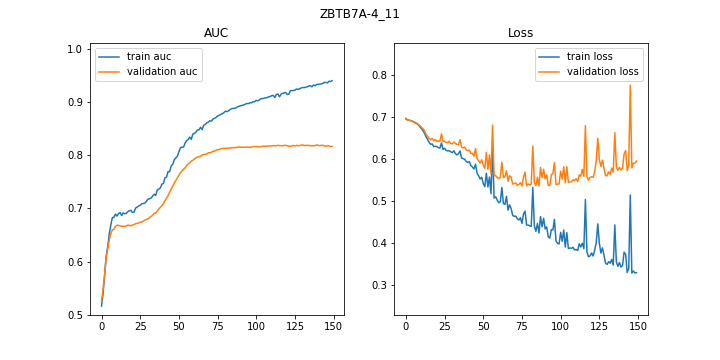 ZBTB7A-4_11
AUC
Loss
train auc
validation auc
train loss
validation loss
1.0
0.9
0.8
0.7
0.6
0.5
0 25 50 75 100 125 150
0.8
0.7
0.6
0.5
0.4
0.3
0 25 50 75 100 125 150